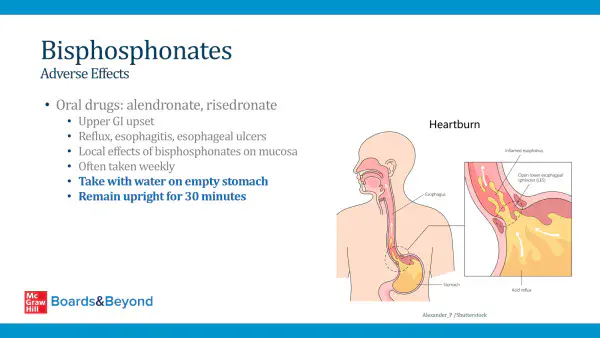 Bisphosphonates
Adverse Effects
• Oral drugs: alendronate, risedronate
• Upper GI upset
• Reflux, esophagitis, esophageal ulcers
• Local effects of bisphosphonates on mucosa
• Often taken weekly
• Take with water on empty stomach
• Remain upright for 30 minutes
Heartburn
Inflamed esophagus
Open lower esophageal
sphincter (LES)
Esophagus
Stomach
Acid reflux
Alexander_P /Shutterstock
Mc
Graw
Hill
Boards&Beyond